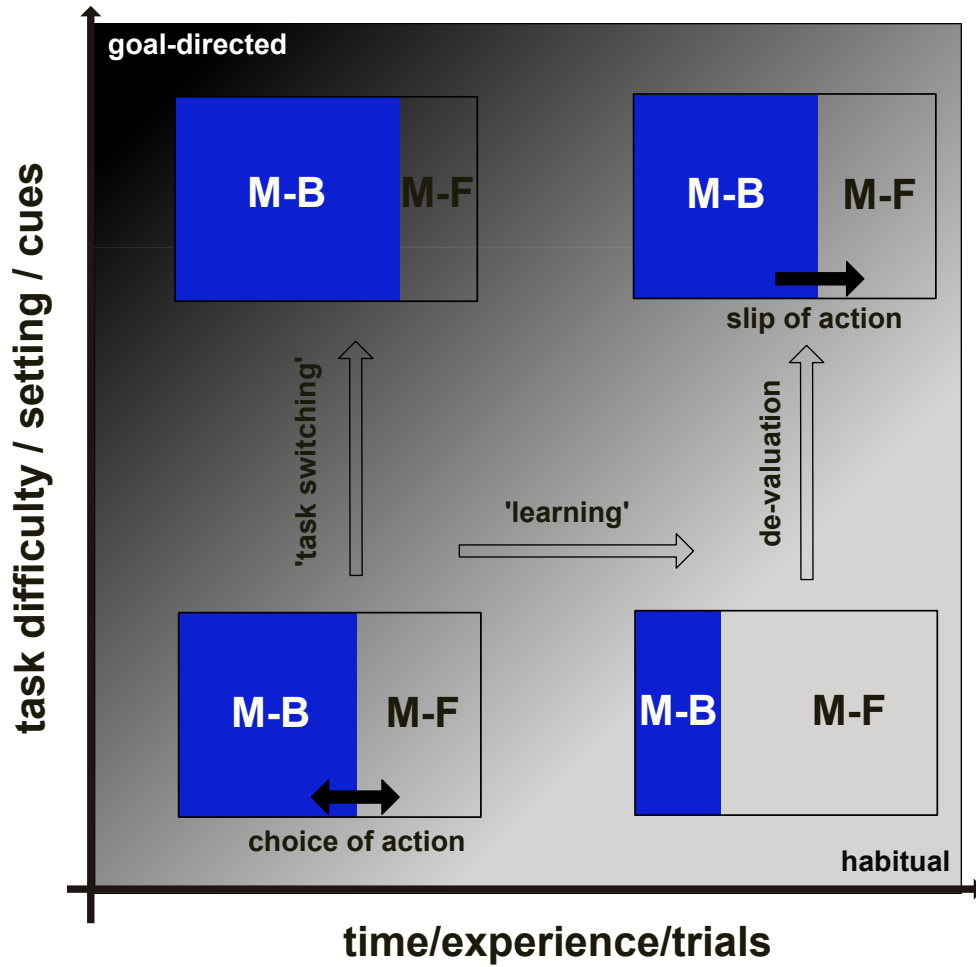 goal-directed
M-B
M-F
M-B
M-F
slip of action
'task switching'
'learning'
de-valuation
M-B
M-F
choice of action
M-B
M-F
habitual
task difficulty / setting / cues
time/experience/trials